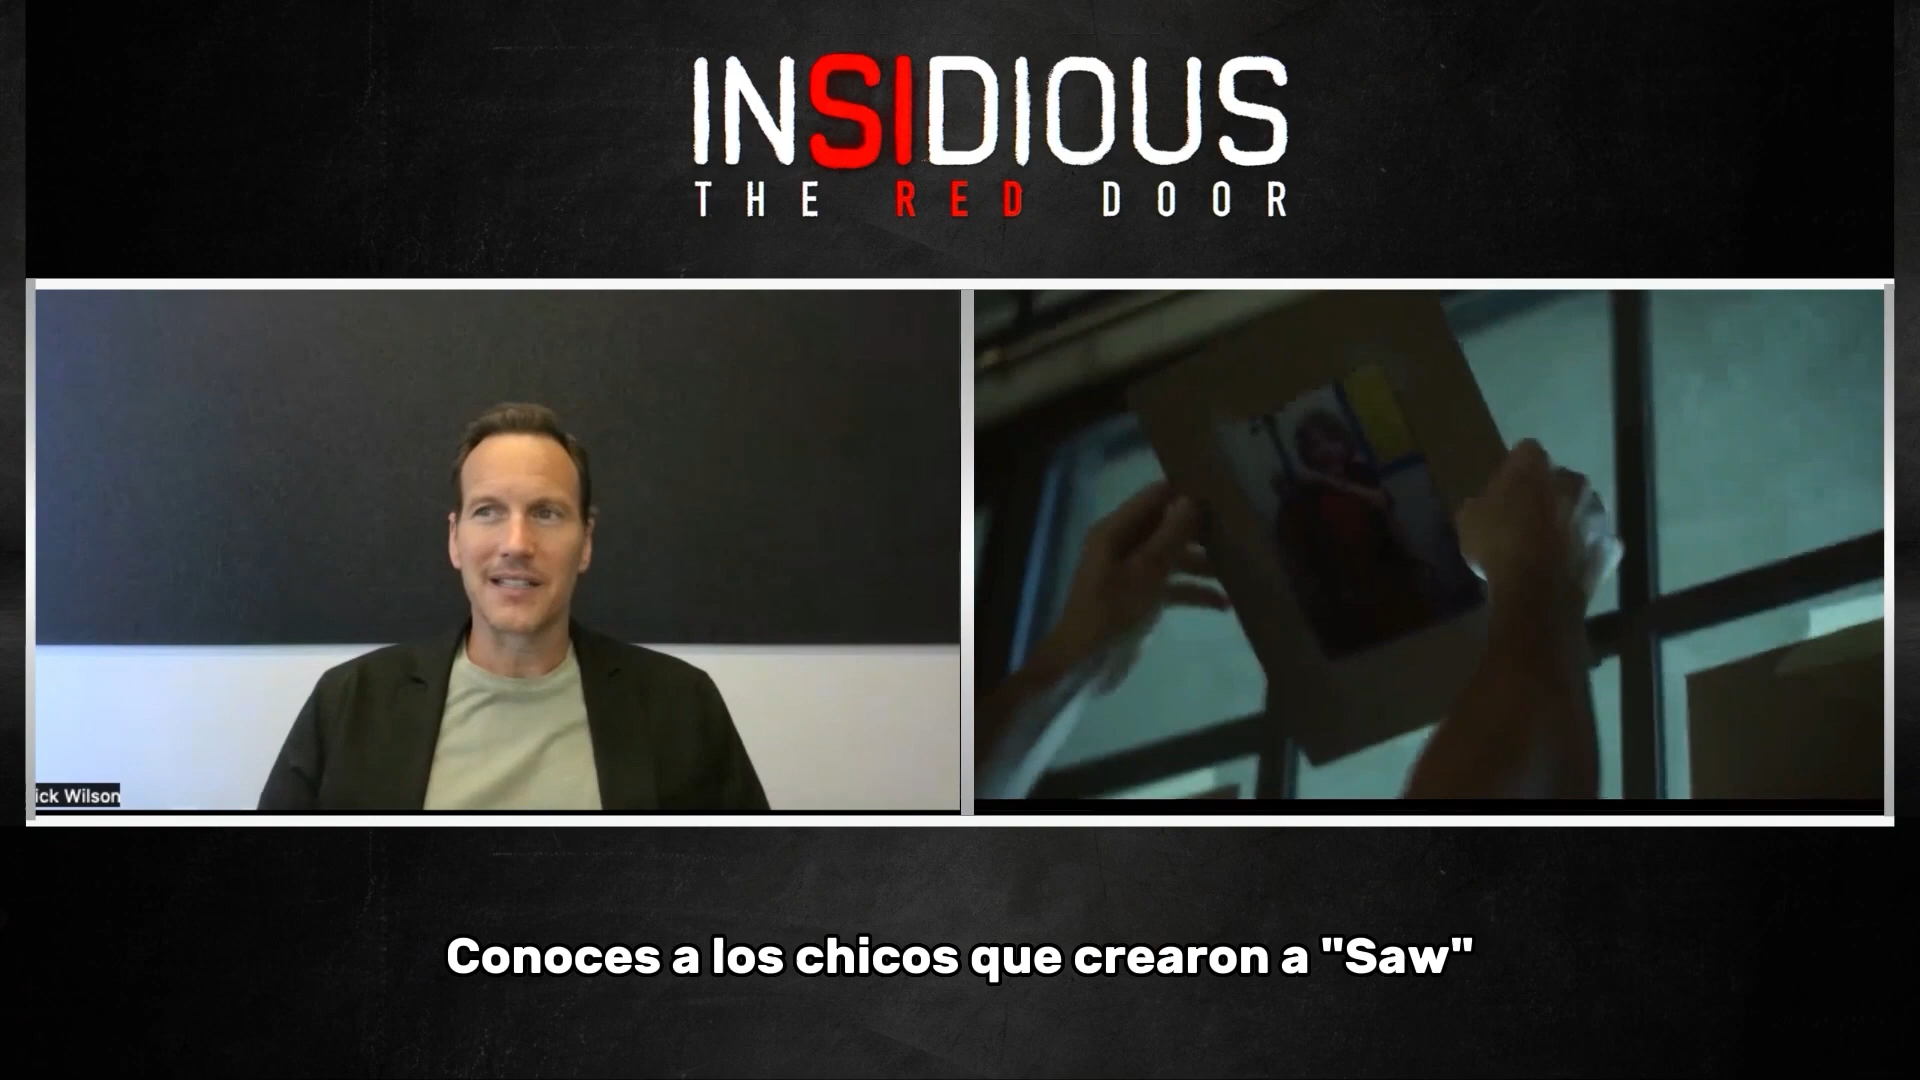 INSIDIOUS
THE RED DOOR
ick Wilson
Conoces a los chicos que crearon a "Saw"